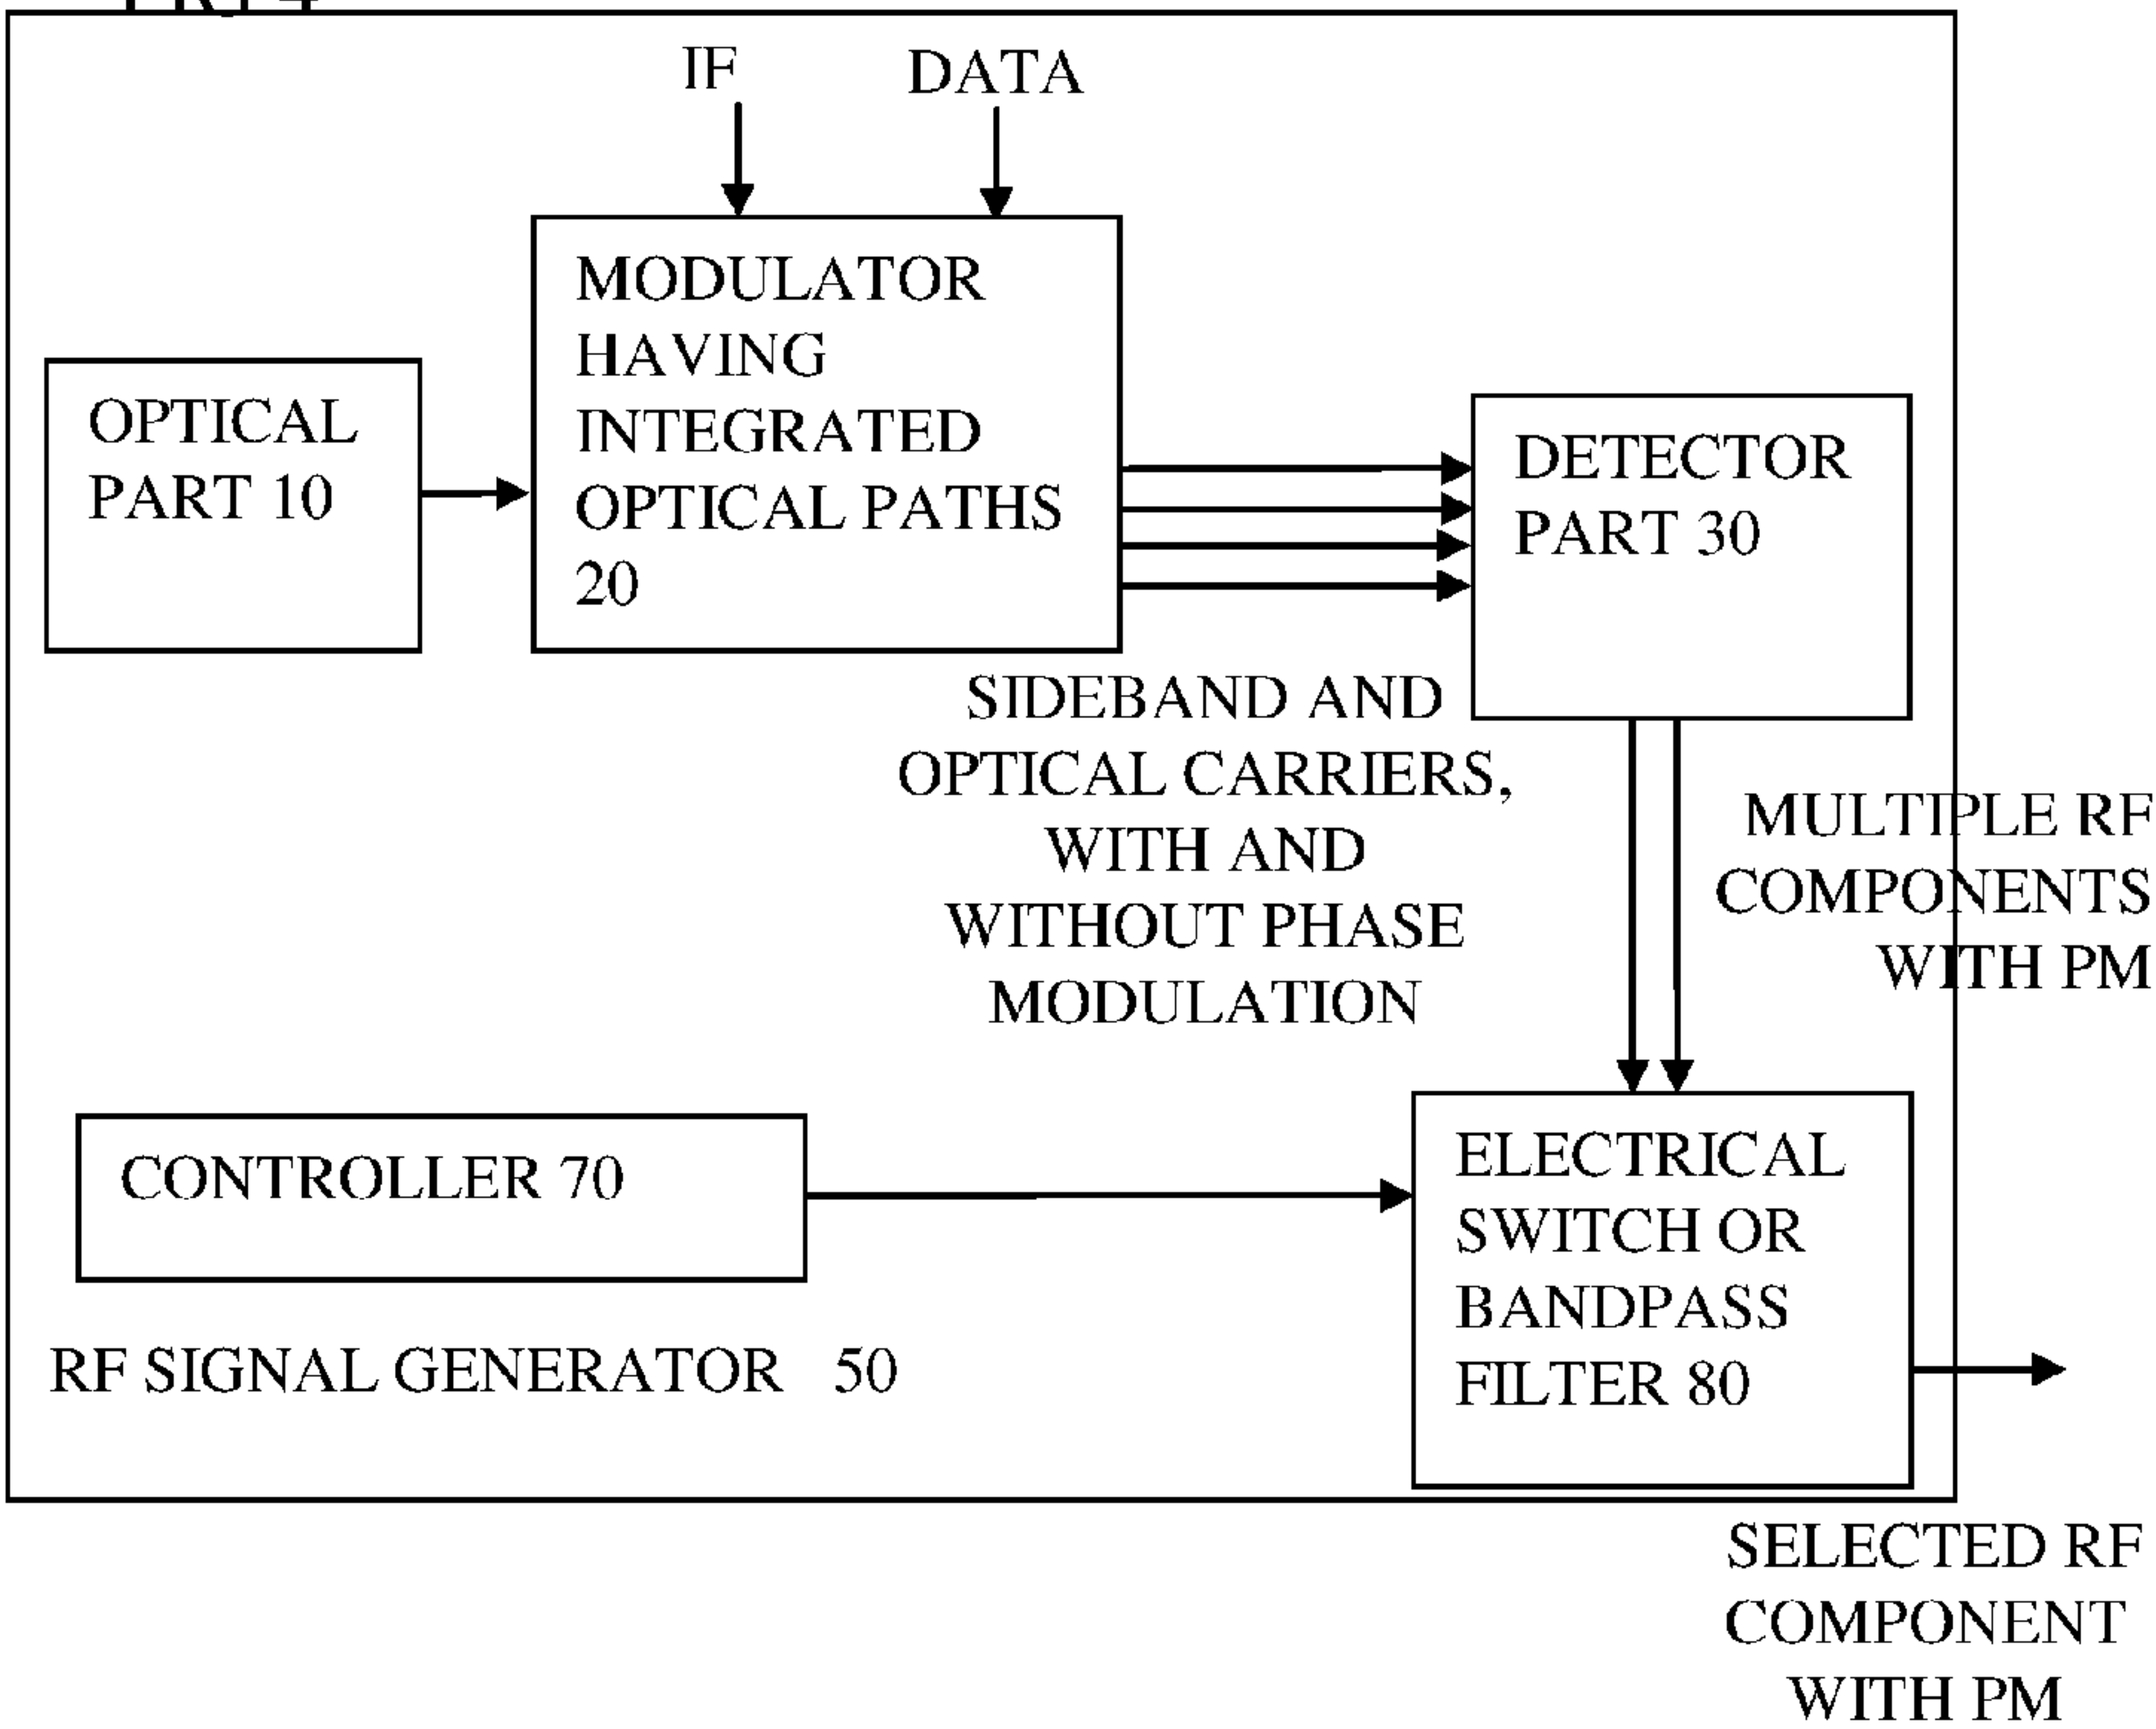 IF
DATA
MODULATOR
HAVING
INTEGRATED
OPTICAL PATHS
20
OPTICAL
PART 10
DETECTOR
PART 30
SIDEBAND AND
OPTICAL CARRIERS,
WITH AND
WITHOUT PHASE
MODULATION
MULTIPLE RF
COMPONENTS
WITH PM
CONTROLLER 70
ELECTRICAL
SWITCH OR
BANDPASS
FILTER 80
RF SIGNAL GENERATOR 50
SELECTED RF
COMPONENT
WITH PM